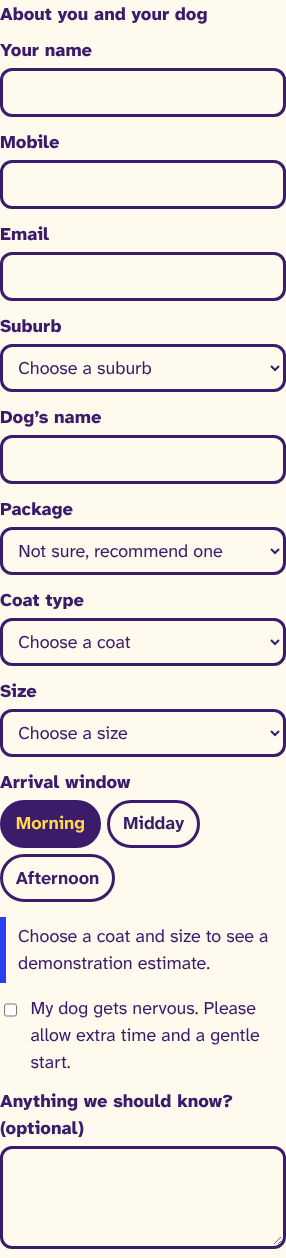 About you and your dog
Your name
Mobile
Email
Suburb
Choose a suburb
Dog’s name
Package
Not sure, recommend one
Coat type
Choose a coat
Size
Choose a size
Arrival window
Morning
Midday
Afternoon
Choose a coat and size to see a
demonstration estimate.
My dog gets nervous. Please
allow extra time and a gentle
start.
Anything we should know?
(optional)